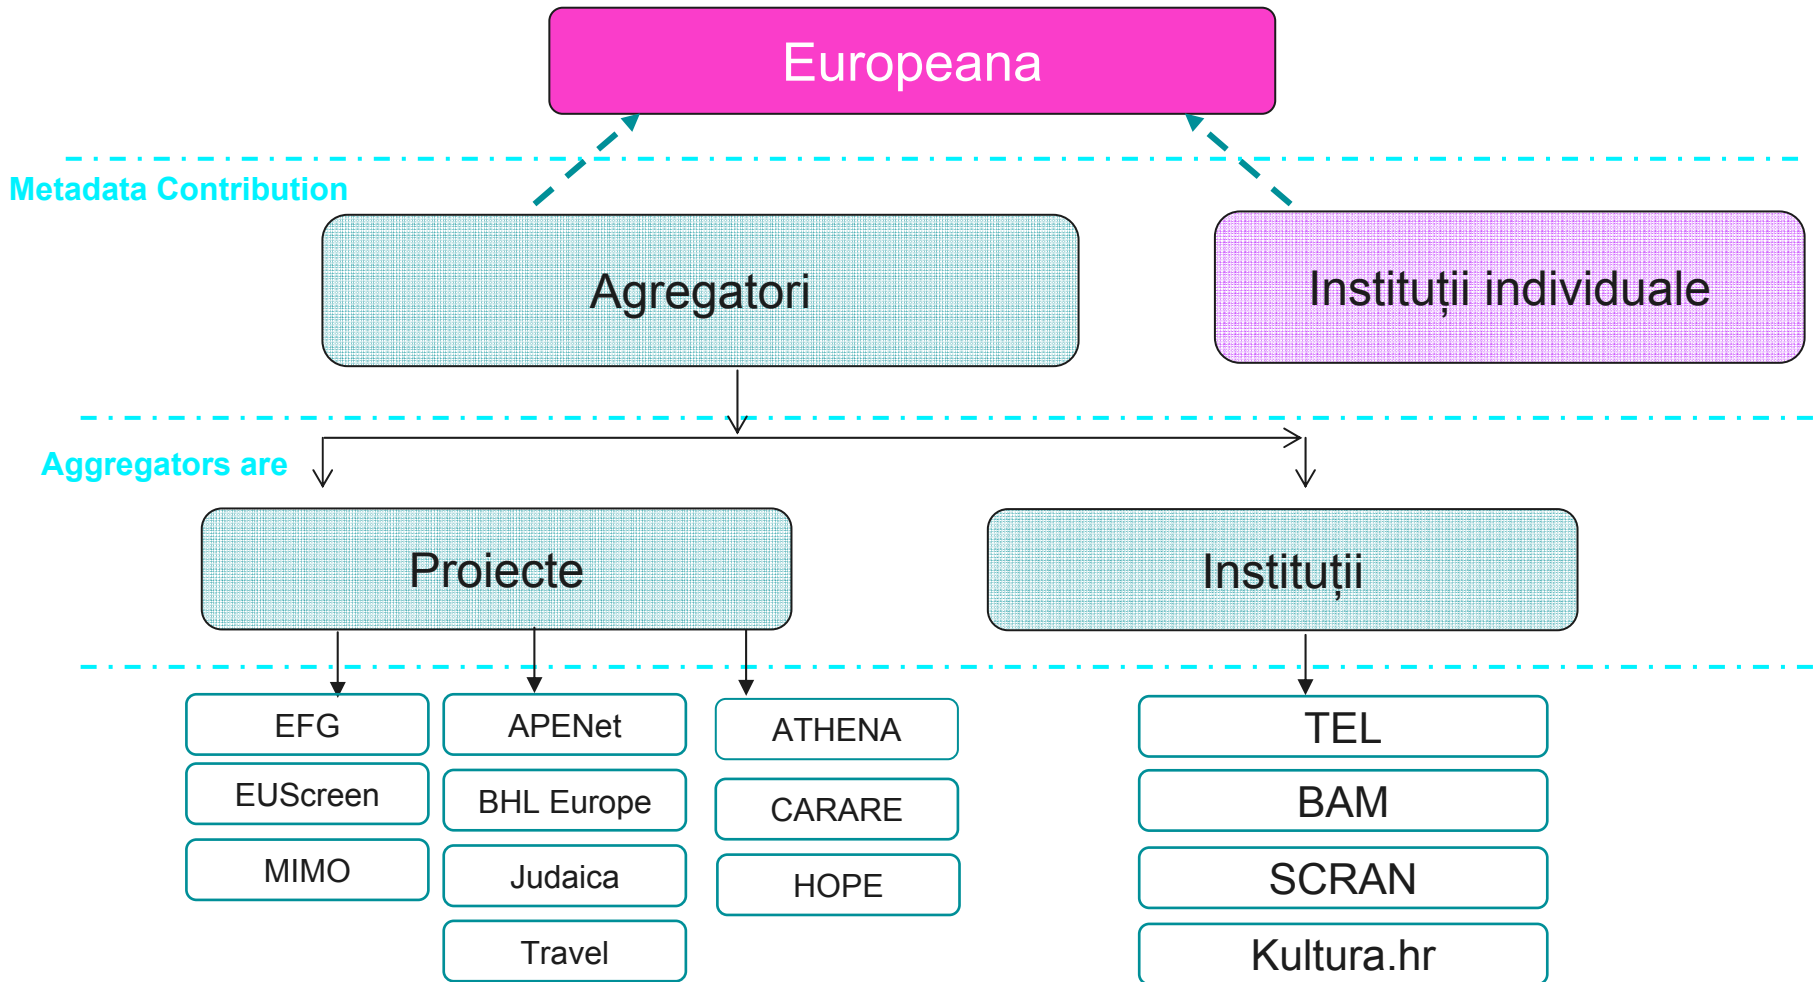 Europeana
Metadata Contribution
Agregatori
Instituții individuale
Aggregators are
Proiecte
Instituții
EFG
APENet
ATHENA
TEL
EUScreen
BHL Europe
CARARE
BAM
MIMO
Judaica
HOPE
SCRAN
Travel
Kultura.hr